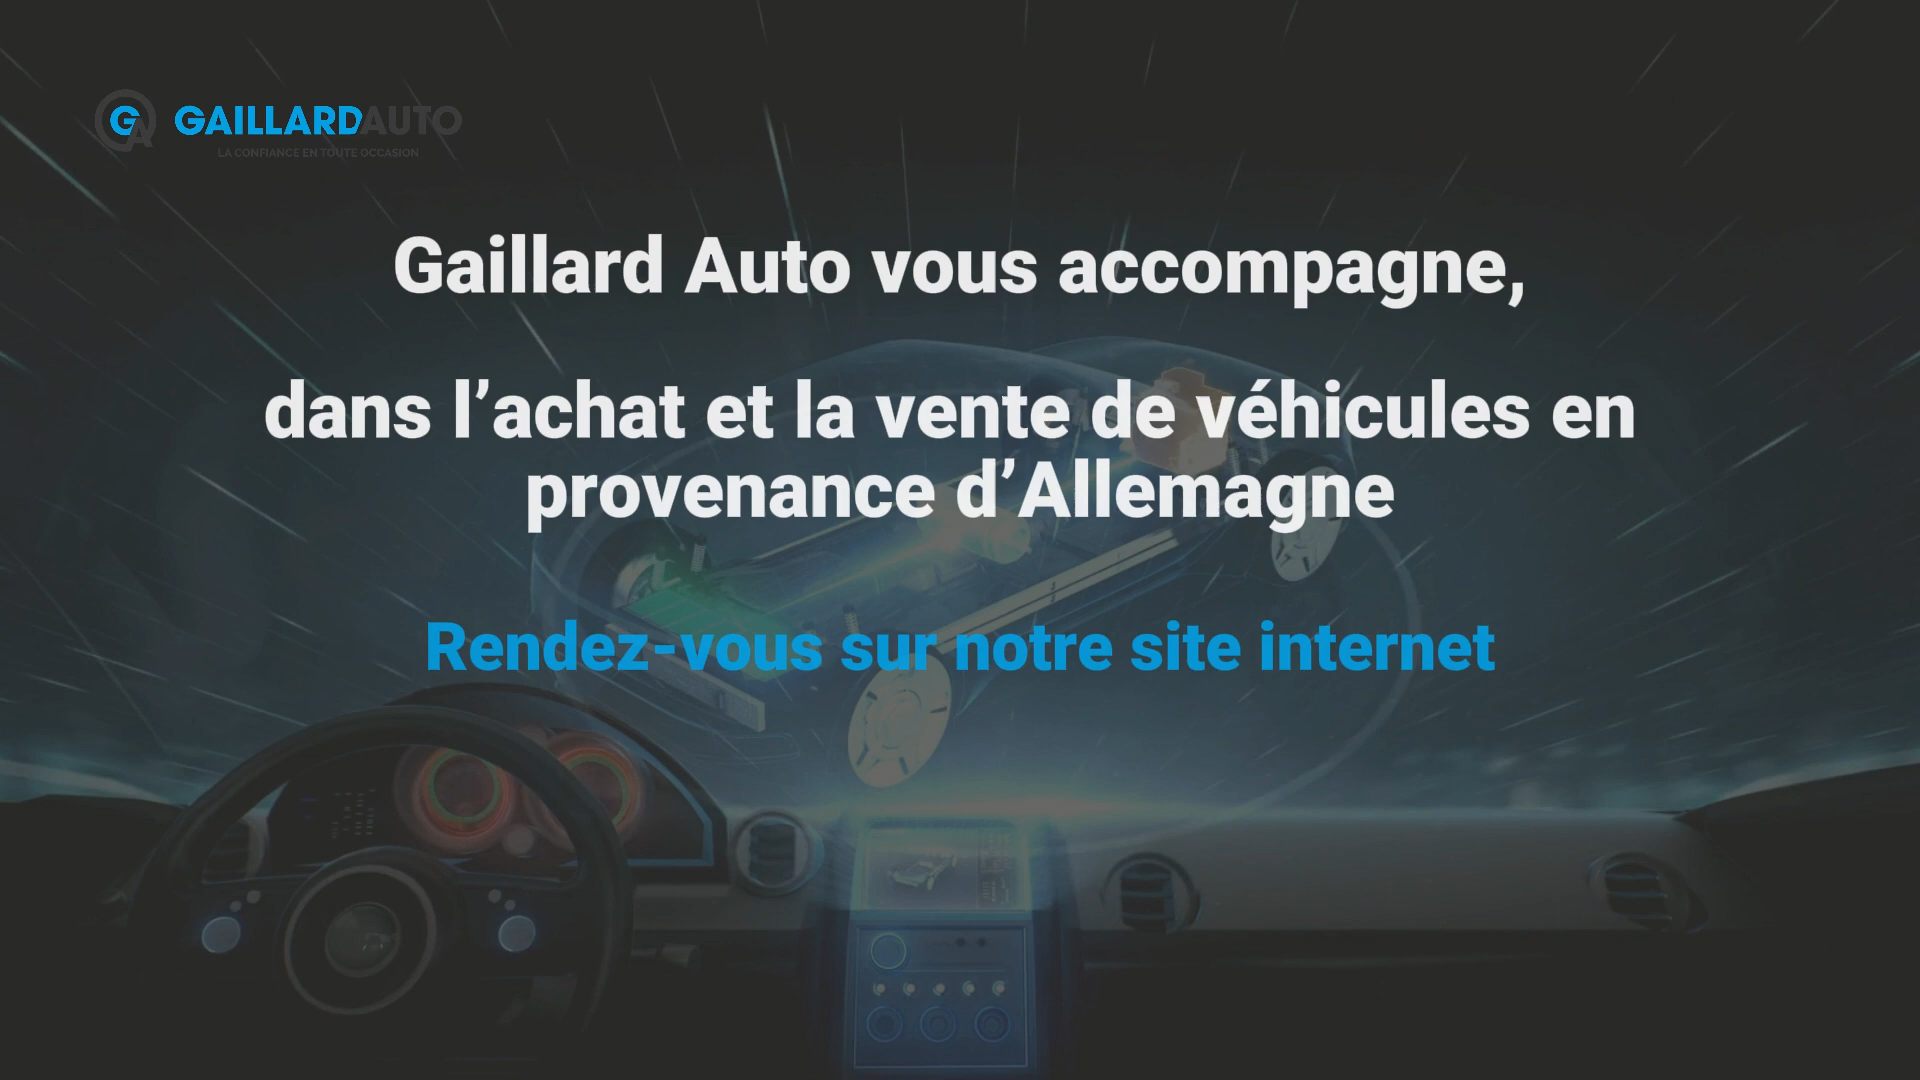 GA GAILLARDAUTO
LA CONFIANCE EN TOUTE OCCASION
Gaillard Auto vous accompagne,
dans l’achat et la vente de véhicules en
provenance d’Allemagne
Rendez-vous sur notre site internet